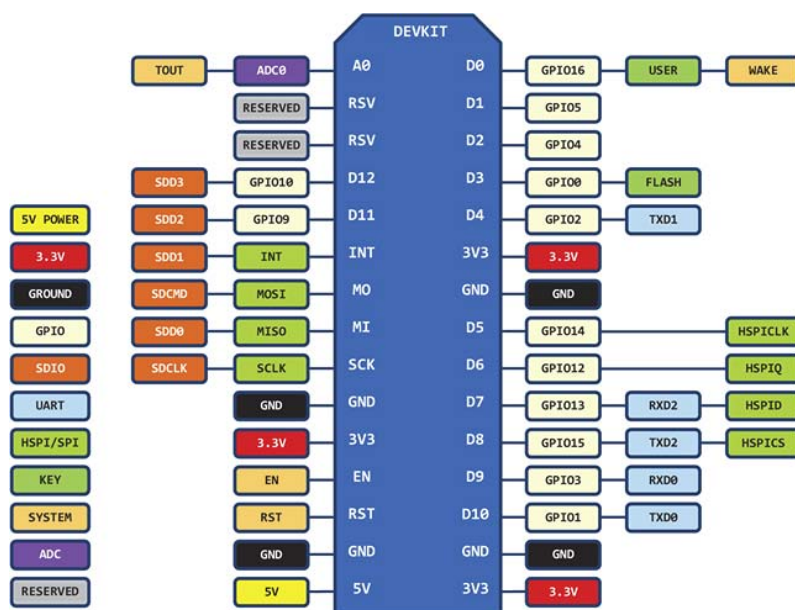 DEVKIT
TOUT ADC0 A0 D0 GPIO16 USER WAKE
RESERVED RSV D1 GPIO5
RESERVED RSV D2 GPIO4
SDD3 GPIO10 D12 D3 GPIO0 FLASH
5V POWER SDD2 GPIO9 D11 D4 GPIO2 TXD1
3.3V SDD1 INT INT 3V3 3.3V
GROUND SDCMD MOSI MO GND GND
GPIO SDD0 MISO MI D5 GPIO14 HSPICLK
SDIO SDCLK SCLK SCK D6 GPIO12 HSPIQ
UART GND GND D7 GPIO13 RXD2 HSPID
HSPI/SPI 3.3V 3V3 D8 GPIO15 TXD2 HSPICS
KEY EN EN D9 GPIO3 RXD0
SYSTEM RST RST D10 GPIO1 TXD0
ADC GND GND GND GND
RESERVED 5V 5V 3V3 3.3V